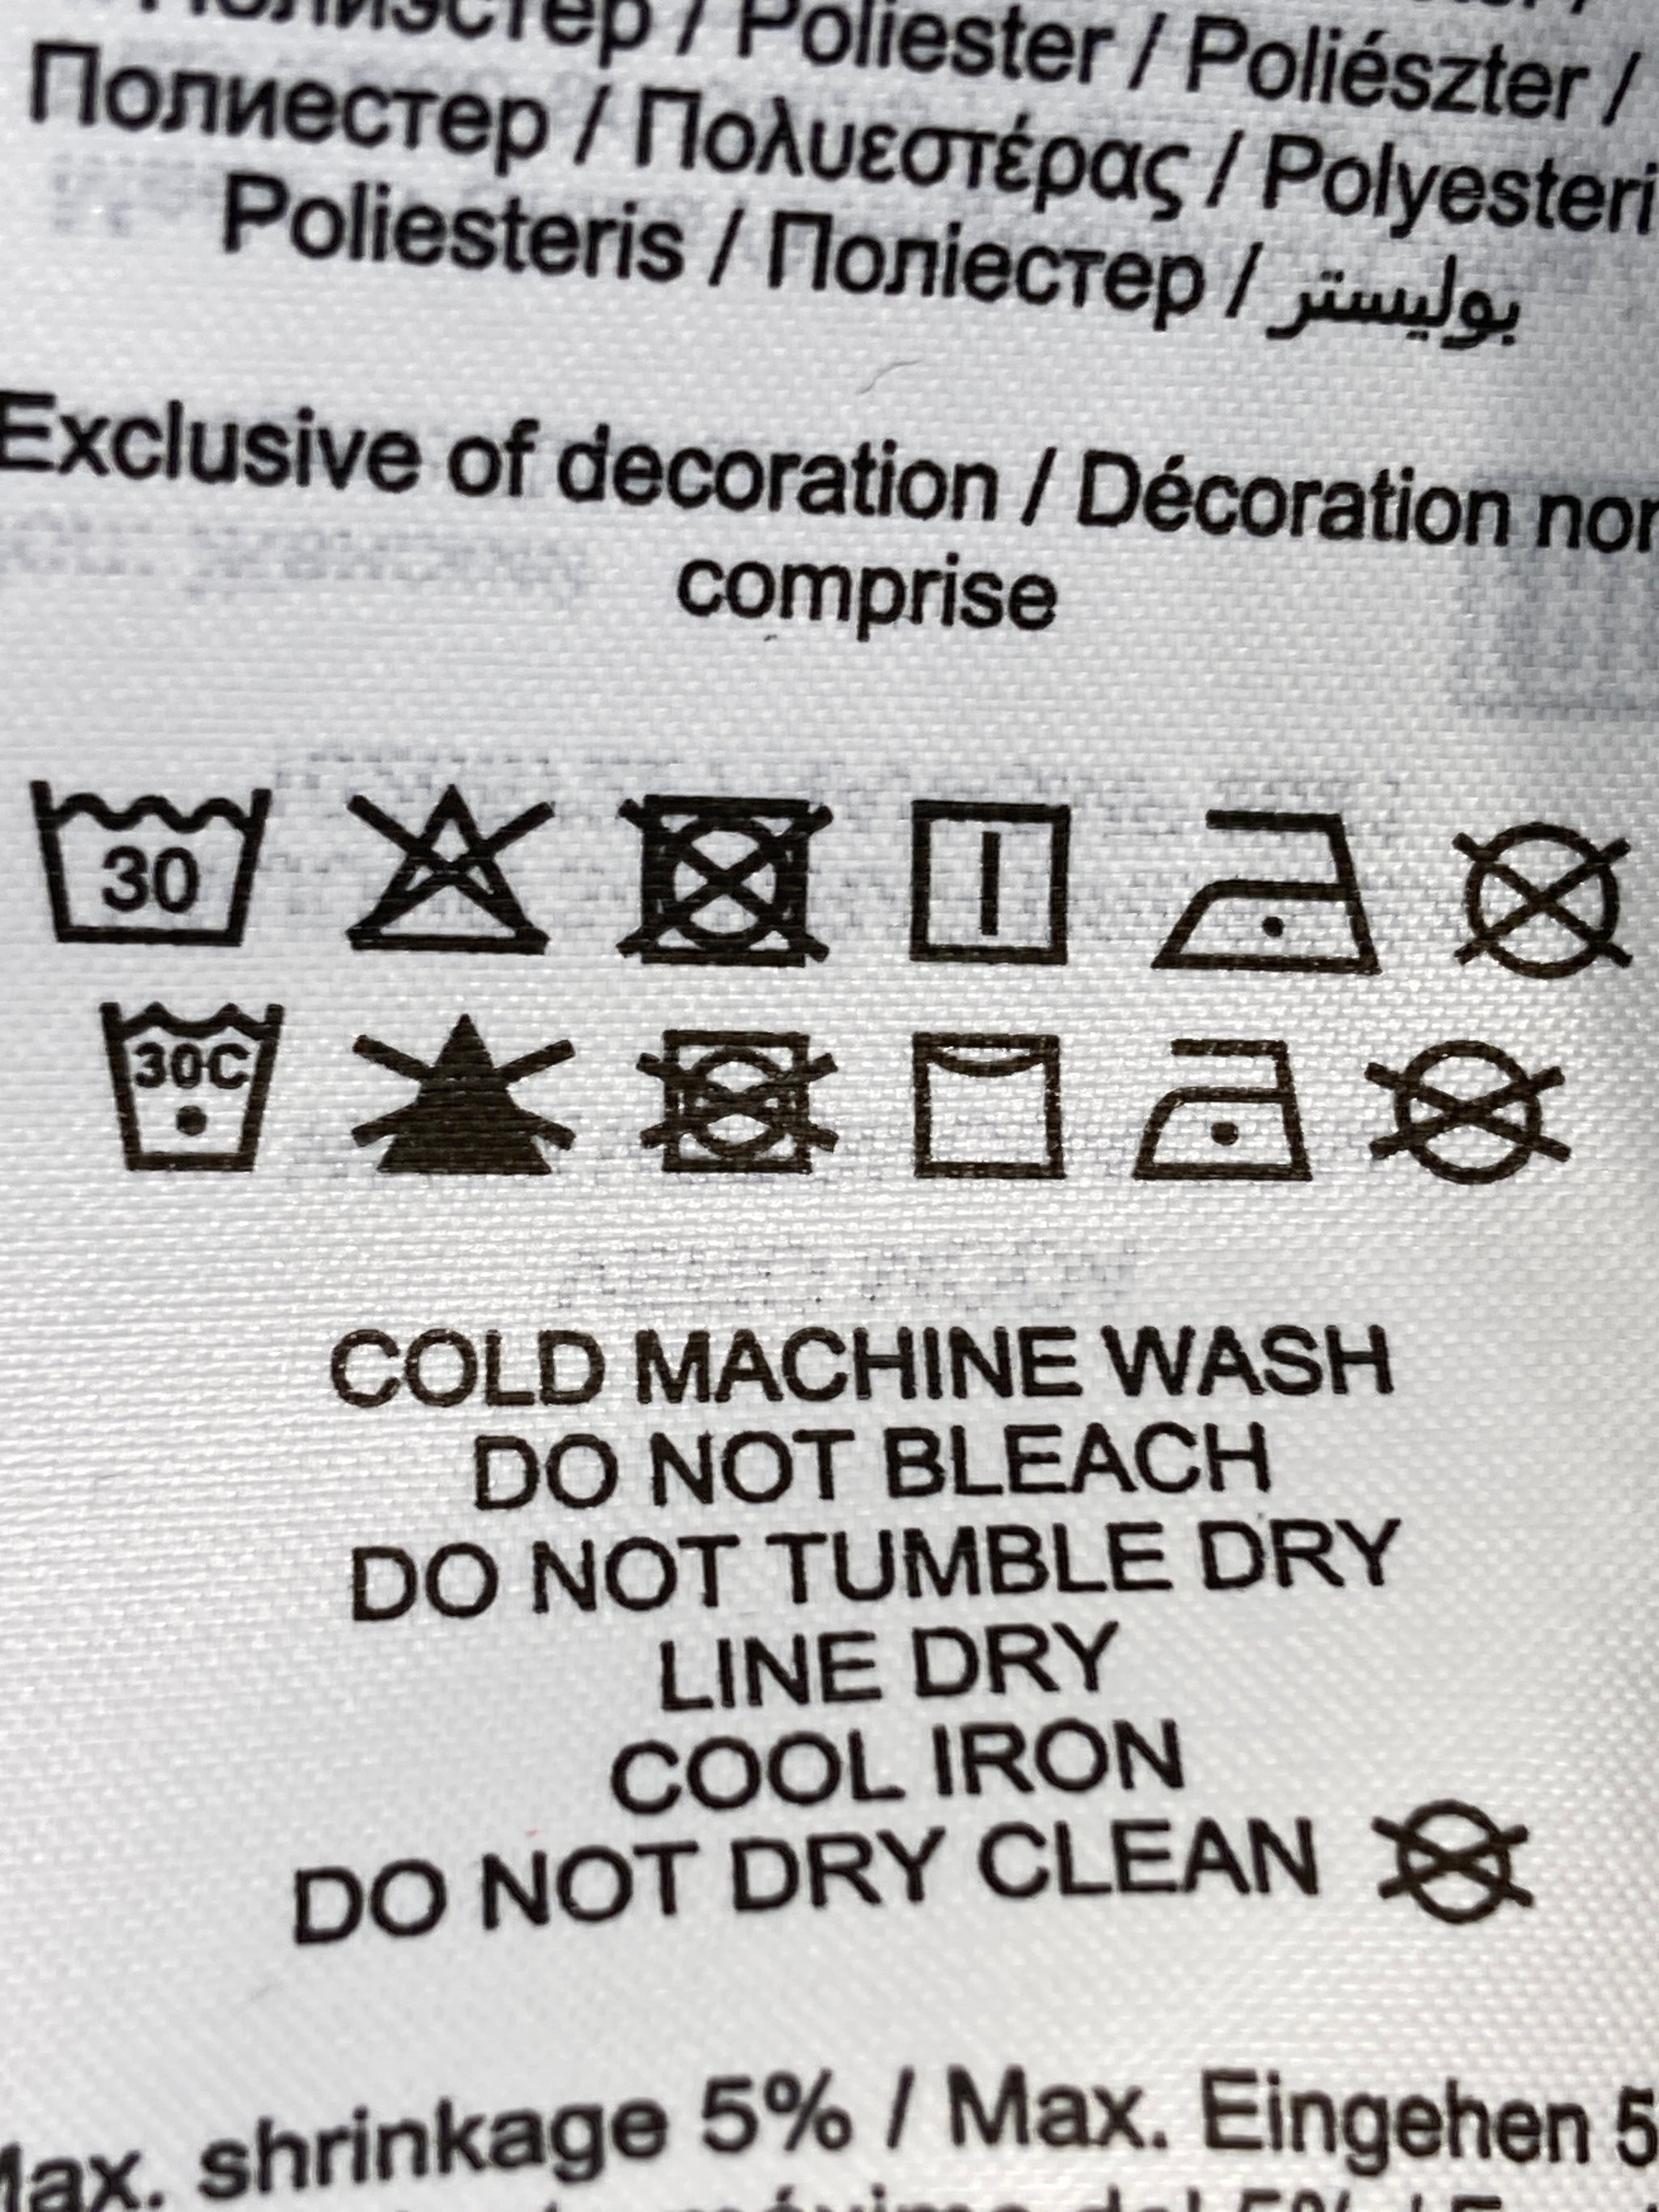 Полиэстер / Poliester / Poliészter /
Полиестер / Πολυεστέρας / Polyesteri
Poliesteris / Поліестер / بوليستر
Exclusive of decoration / Décoration
comprise
30
30C
COLD MACHINE WASH
DO NOT BLEACH
DO NOT TUMBLE DRY
LINE DRY
COOL IRON
DO NOT DRY CLEAN
Max. shrinkage 5% / Max. Eingehen 5